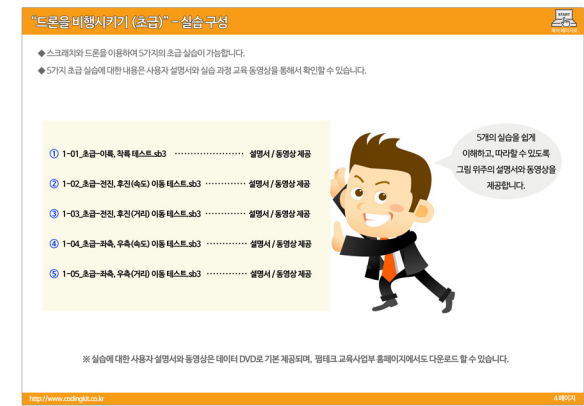 "드론을 비행시키기 (초급)" - 실습 구성
START
◆ 스크래치와 드론을 이용하여 5가지의 초급 실습이 가능합니다.
◆ 5가지 초급 실습에 대한 내용은 사용자 설명서와 실습 과정 교육 동영상을 통해서 확인할 수 있습니다.
① 1-01_초급-이륙, 착륙 테스트.sb3 ⋯⋯⋯⋯⋯⋯ 설명서 / 동영상 제공
② 1-02_초급-전진, 후진(속도) 이동 테스트.sb3 ⋯⋯⋯⋯⋯ 설명서 / 동영상 제공
③ 1-03_초급-전진, 후진(거리) 이동 테스트.sb3 ⋯⋯⋯⋯⋯ 설명서 / 동영상 제공
④ 1-04_초급-좌측, 우측(속도) 이동 테스트.sb3 ⋯⋯⋯⋯⋯ 설명서 / 동영상 제공
⑤ 1-05_초급-좌측, 우측(거리) 이동 테스트.sb3 ⋯⋯⋯⋯⋯ 설명서 / 동영상 제공
5개의 실습을 쉽게
이해하고, 따라할 수 있도록
그림 위주의 설명서와 동영상을
제공합니다.
※ 실습에 대한 사용자 설명서와 동영상은 데이터 DVD로 기본 제공되며, 펌테크 교육사업부 홈페이지에서도 다운로드 할 수 있습니다.
http://www.codingkit.co.kr
4 페이지